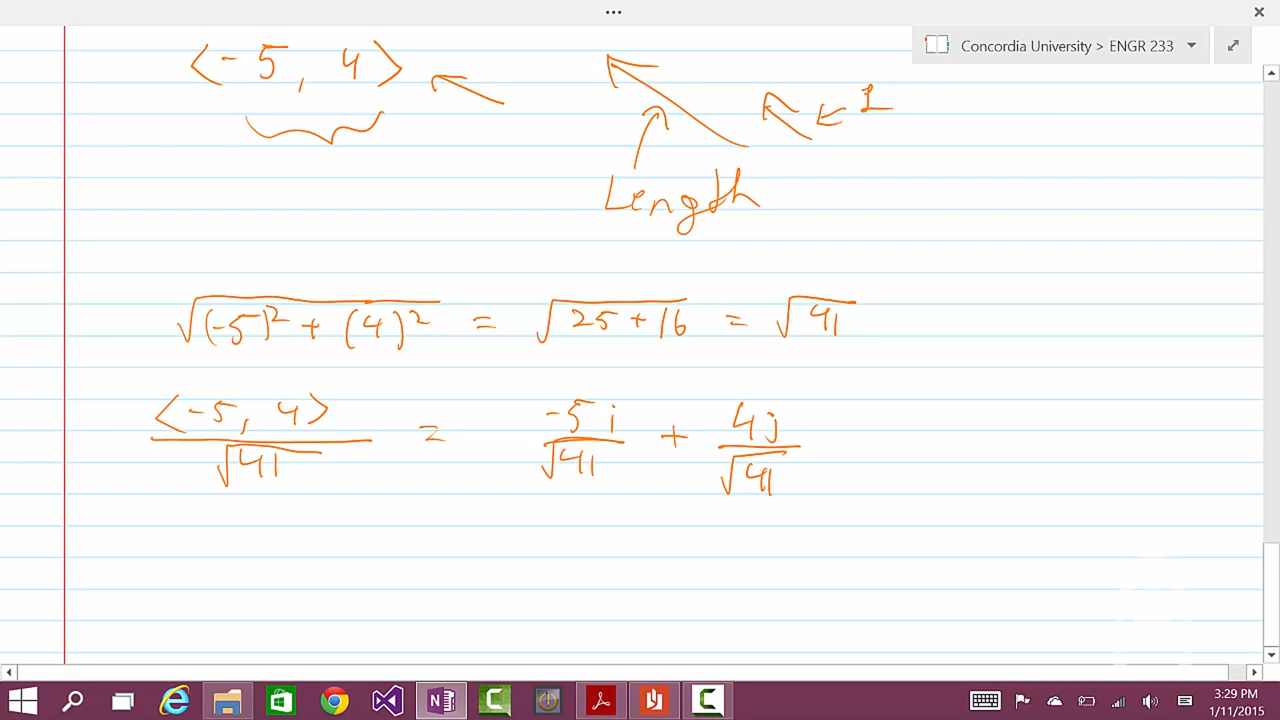 Concordia University > ENGR 233
⟨-5, 4⟩
1
Length
√((-5)² + (4)²) = √(25+16) = √41
⟨-5, 4⟩/√41 = -5i/√41 + 4j/√41
3:29 PM
1/11/2015